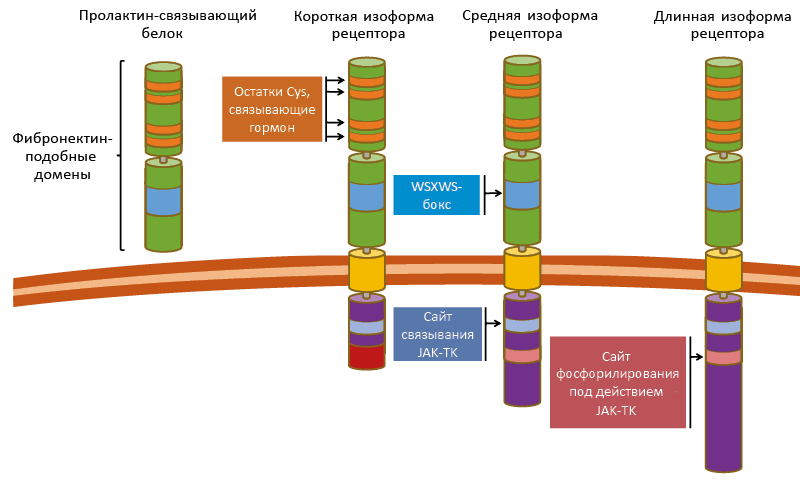 Пролактин-связывающий
белок
Короткая изоформа
рецептора
Средняя изоформа
рецептора
Длинная изоформа
рецептора
Остатки Cys,
связывающие
гормон
Фибронектин-
подобные
домены
WSXWS-
бокс
Сайт
связывания
JAK-TK
Сайт
фосфорилирования
под действием
JAK-TK